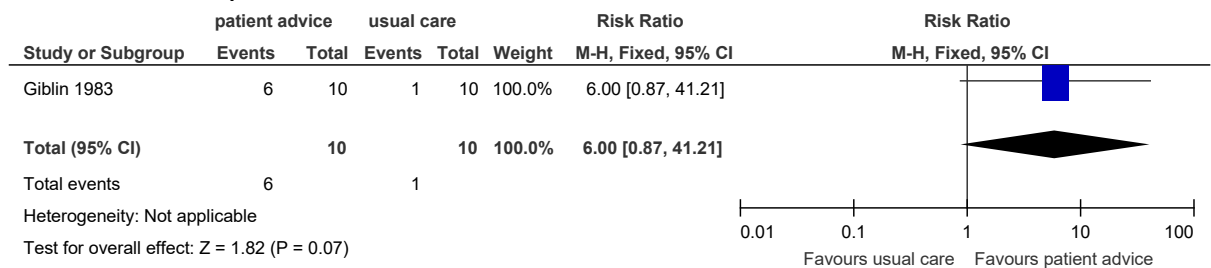 patient advice usual care Risk Ratio Risk Ratio
Study or Subgroup Events Total Events Total Weight M-H, Fixed, 95% CI M-H, Fixed, 95% CI
Giblin 1983 6 10 1 10 100.0% 6.00 [0.87, 41.21]
Total (95% CI) 10 10 100.0% 6.00 [0.87, 41.21]
Total events 6 1
Heterogeneity: Not applicable
Test for overall effect: Z = 1.82 (P = 0.07)
0.01 0.1 1 10 100
Favours usual care Favours patient advice